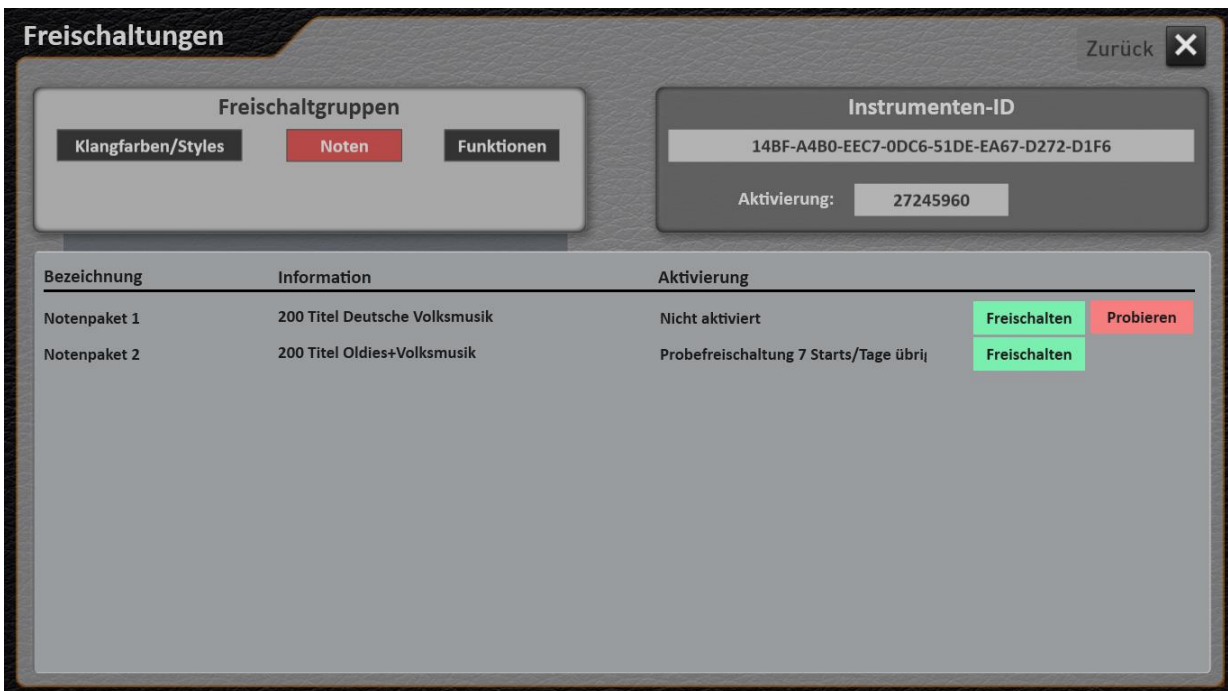 Freischaltungen
Zurück
Freischaltgruppen
Klangfarben/Styles Noten Funktionen
Instrumenten-ID
14BF-A4B0-EEC7-0DC6-51DE-EA67-D272-D1F6
Aktivierung: 27245960
Bezeichnung Information Aktivierung
Notenpaket 1 200 Titel Deutsche Volksmusik Nicht aktiviert Freischalten Probieren
Notenpaket 2 200 Titel Oldies+Volksmusik Probefreischaltung 7 Starts/Tage übri Freischalten